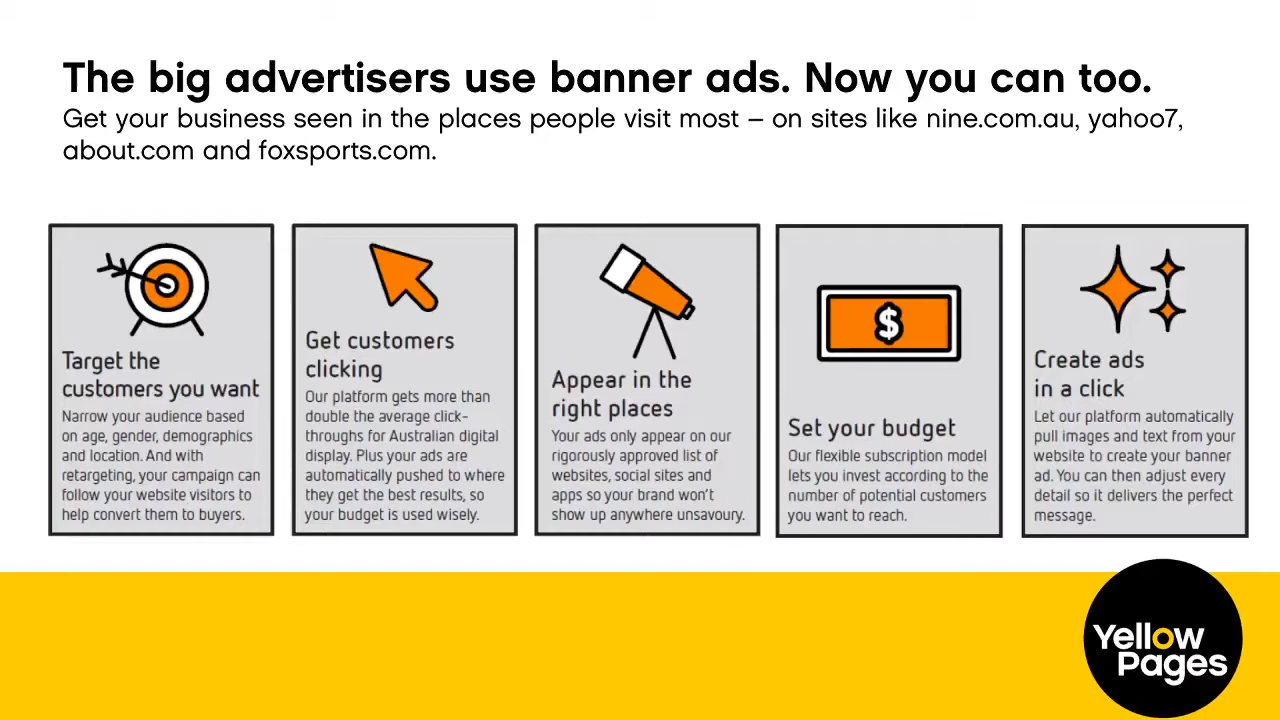 The big advertisers use banner ads. Now you can too.
Get your business seen in the places people visit most – on sites like nine.com.au, yahoo7,
about.com and foxsports.com.
Target the
customers you want
Narrow your audience based
on age, gender, demographics
and location. And with
retargeting, your campaign can
follow your website visitors to
help convert them to buyers.
Get customers
clicking
Our platform gets more than
double the average click-
throughs for Australian digital
display. Plus your ads are
automatically pushed to where
they get the best results, so
your budget is used wisely.
Appear in the
right places
Your ads only appear on our
rigorously approved list of
websites, social sites and
apps so your brand won't
show up anywhere unsavoury.
$
Set your budget
Our flexible subscription model
lets you invest according to the
number of potential customers
you want to reach.
Create ads
in a click
Let our platform automatically
pull images and text from your
website to create your banner
ad. You can then adjust every
detail so it delivers the perfect
message.
Yellow
Pages